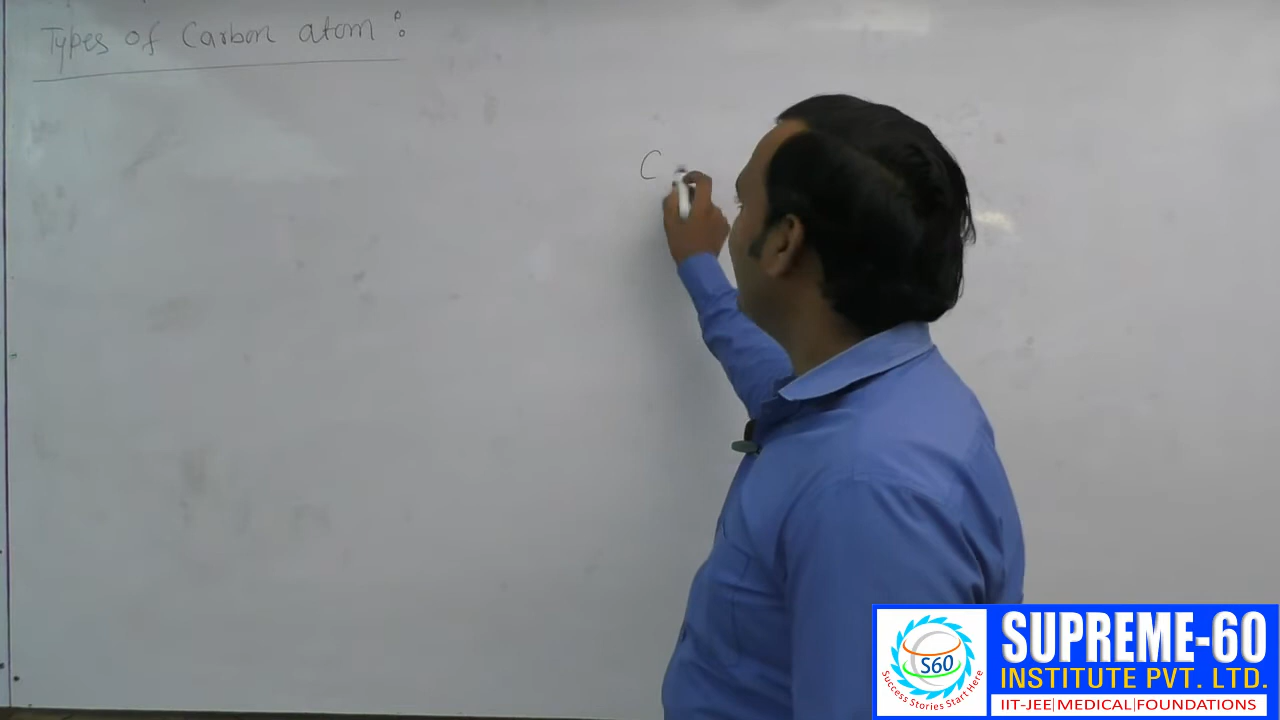 Types of Carbon atom :
C
S60
Success Stories Start Here
SUPREME-60
INSTITUTE PVT. LTD.
IIT-JEE|MEDICAL|FOUNDATIONS